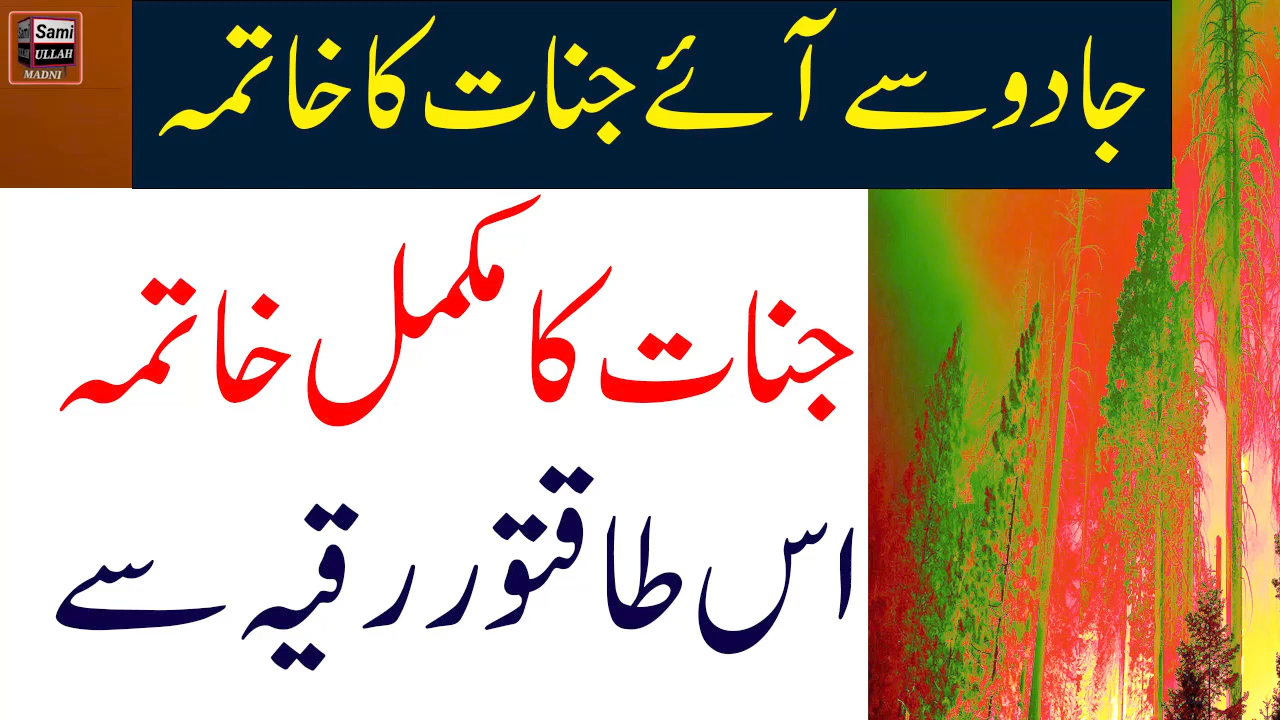 Sami
ULLAH
MADNI
جادو سے آئے جنات کا خاتمہ
جنات کا مکمل خاتمہ
اس طاقتور رقیہ سے